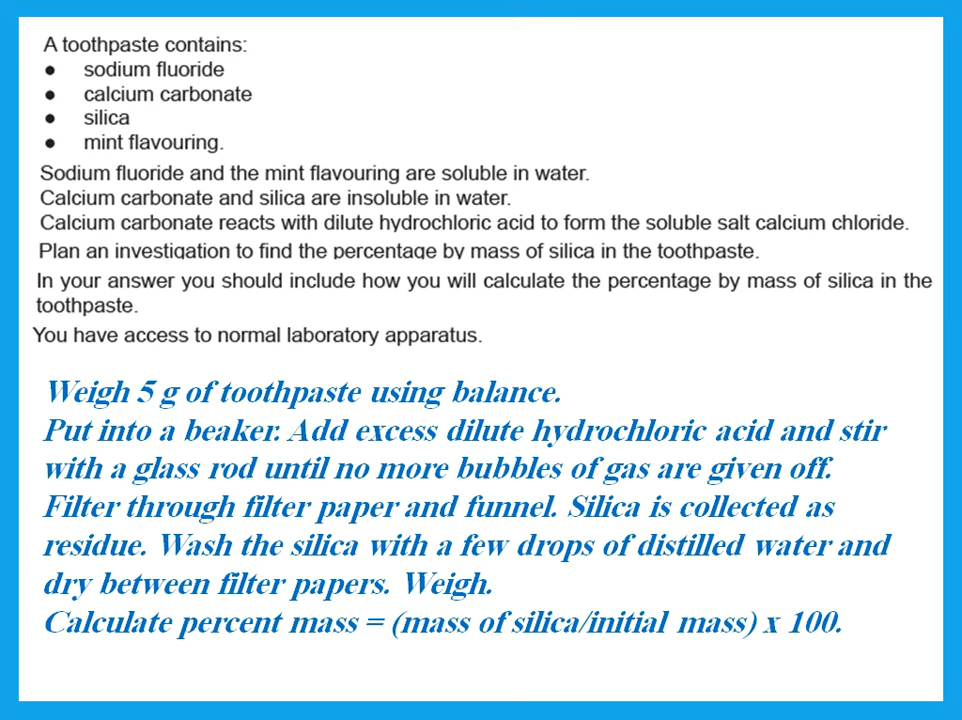 A toothpaste contains:
● sodium fluoride
● calcium carbonate
● silica
● mint flavouring.
Sodium fluoride and the mint flavouring are soluble in water.
Calcium carbonate and silica are insoluble in water.
Calcium carbonate reacts with dilute hydrochloric acid to form the soluble salt calcium chloride.
Plan an investigation to find the percentage by mass of silica in the toothpaste.
In your answer you should include how you will calculate the percentage by mass of silica in the
toothpaste.
You have access to normal laboratory apparatus.
Weigh 5 g of toothpaste using balance.
Put into a beaker. Add excess dilute hydrochloric acid and stir
with a glass rod until no more bubbles of gas are given off.
Filter through filter paper and funnel. Silica is collected as
residue. Wash the silica with a few drops of distilled water and
dry between filter papers. Weigh.
Calculate percent mass = (mass of silica/initial mass) x 100.